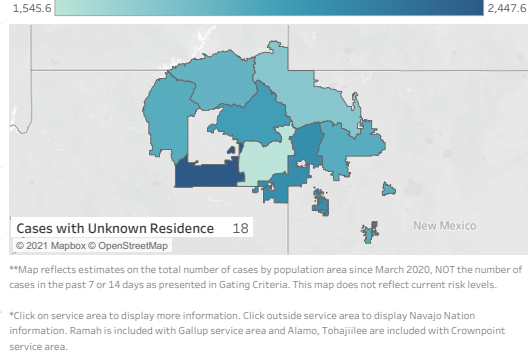 1,545.6 2,447.6
New Mexico
Cases with Unknown Residence 18
© 2021 Mapbox © OpenStreetMap
**Map reflects estimates on the total number of cases by population area since March 2020, NOT the number of
cases in the past 7 or 14 days as presented in Gating Criteria. This map does not reflect current risk levels.
*Click on service area to display more information. Click outside service area to display Navajo Nation
information. Ramah is included with Gallup service area and Alamo, Tohajiilee are included with Crownpoint
service area.